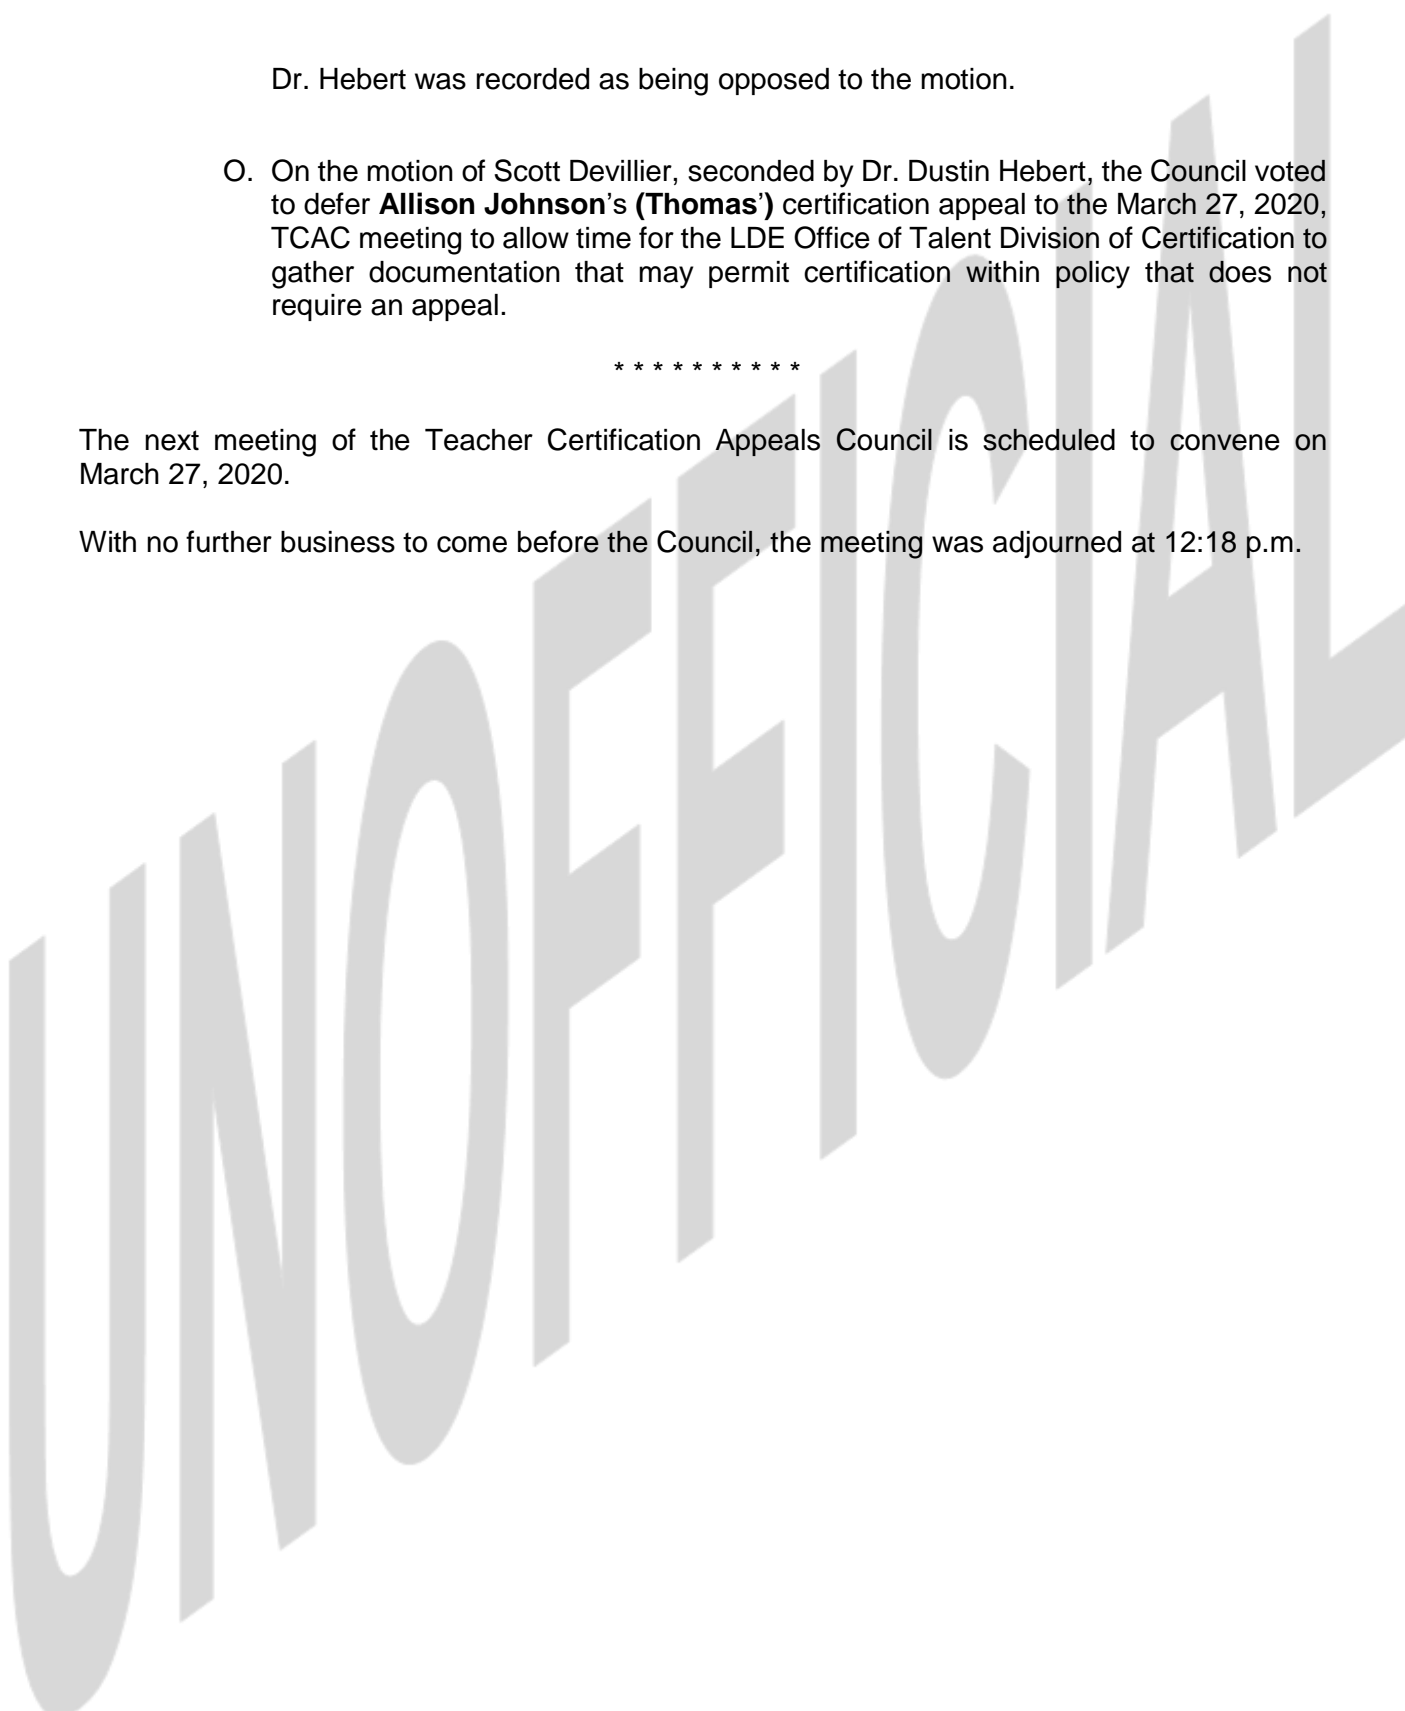 Dr. Hebert was recorded as being opposed to the motion.
O. On the motion of Scott Devillier, seconded by Dr. Dustin Hebert, the Council voted
to defer Allison Johnson's (Thomas') certification appeal to the March 27, 2020,
TCAC meeting to allow time for the LDE Office of Talent Division of Certification to
gather documentation that may permit certification within policy that does not
require an appeal.
* * * * * * * * * *
The next meeting of the Teacher Certification Appeals Council is scheduled to convene on
March 27, 2020.
With no further business to come before the Council, the meeting was adjourned at 12:18 p.m.
UNOFFICIAL